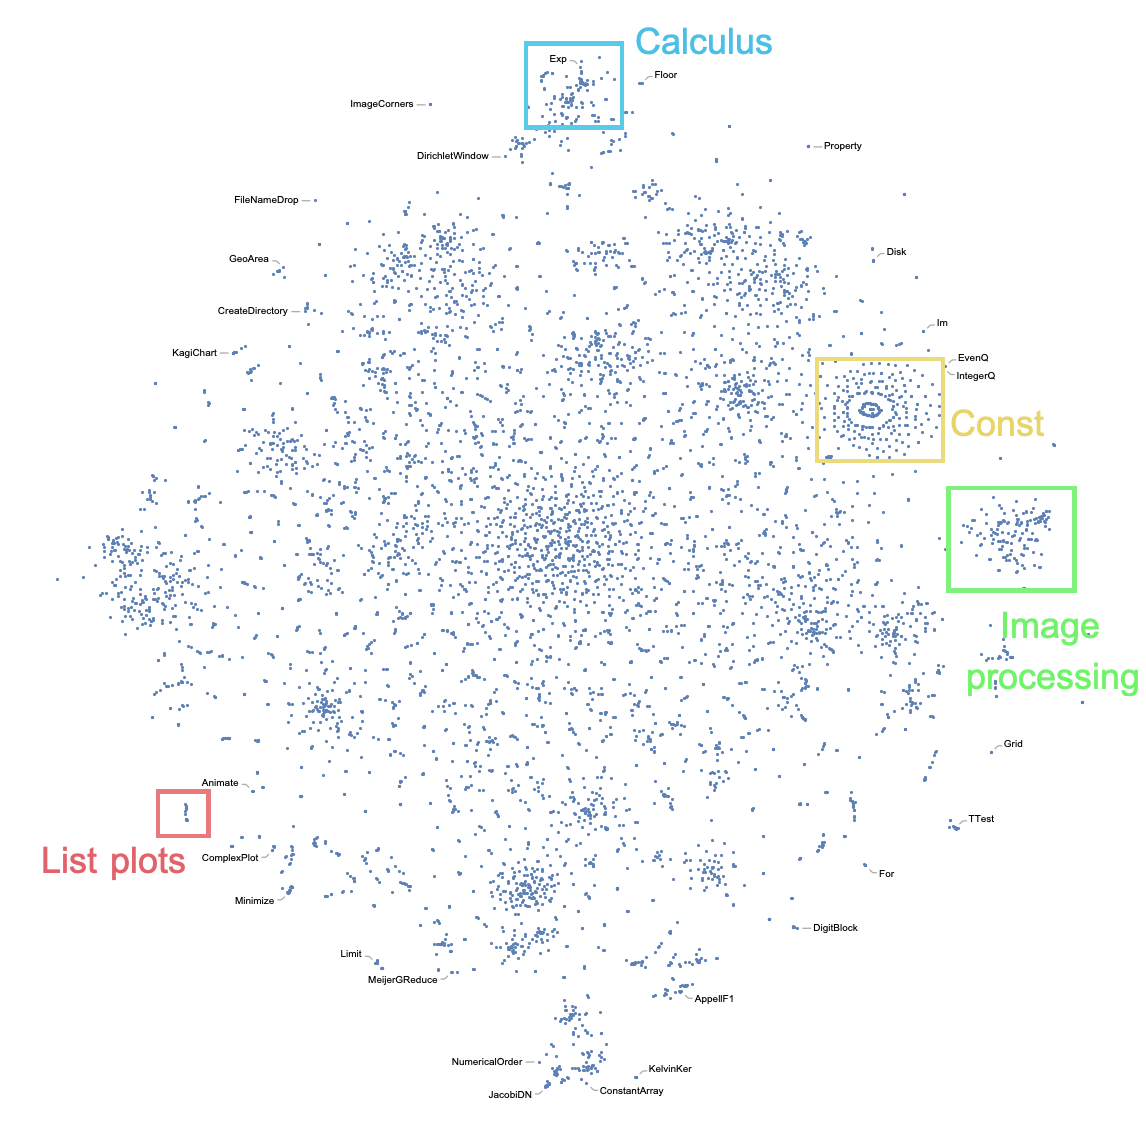 Calculus
Exp
Floor
ImageCorners
Property
DirichletWindow
FileNameDrop
Disk
GeoArea
CreateDirectory
Im
KagiChart
EvenQ
IntegerQ
Const
Image
processing
Grid
Animate
TTest
List plots
ComplexPlot
For
Minimize
DigitBlock
Limit
MeijerGReduce
AppellF1
NumericalOrder
KelvinKer
JacobiDN
ConstantArray